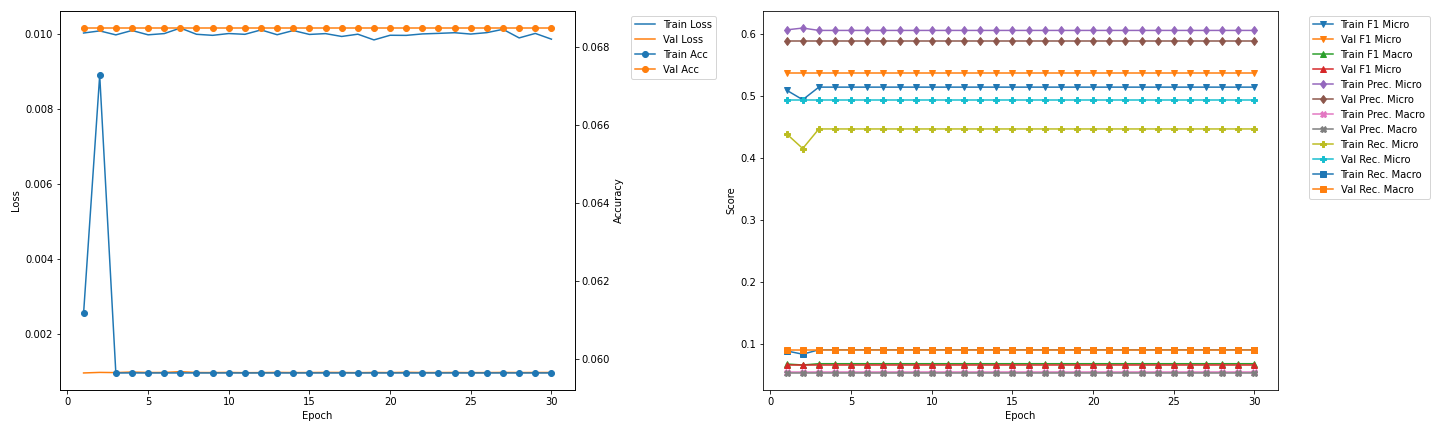 0.010
0.008
0.006
0.004
0.002
Loss
0
5
10
15
20
25
30
Epoch
0.068
0.066
0.064
0.062
0.060
Accuracy
Train Loss
Val Loss
Train Acc
Val Acc
0.6
0.5
0.4
0.3
0.2
0.1
Score
0
5
10
15
20
25
30
Epoch
Train F1 Micro
Val F1 Micro
Train F1 Macro
Val F1 Micro
Train Prec. Micro
Val Prec. Micro
Train Prec. Macro
Val Prec. Macro
Train Rec. Micro
Val Rec. Micro
Train Rec. Macro
Val Rec. Macro